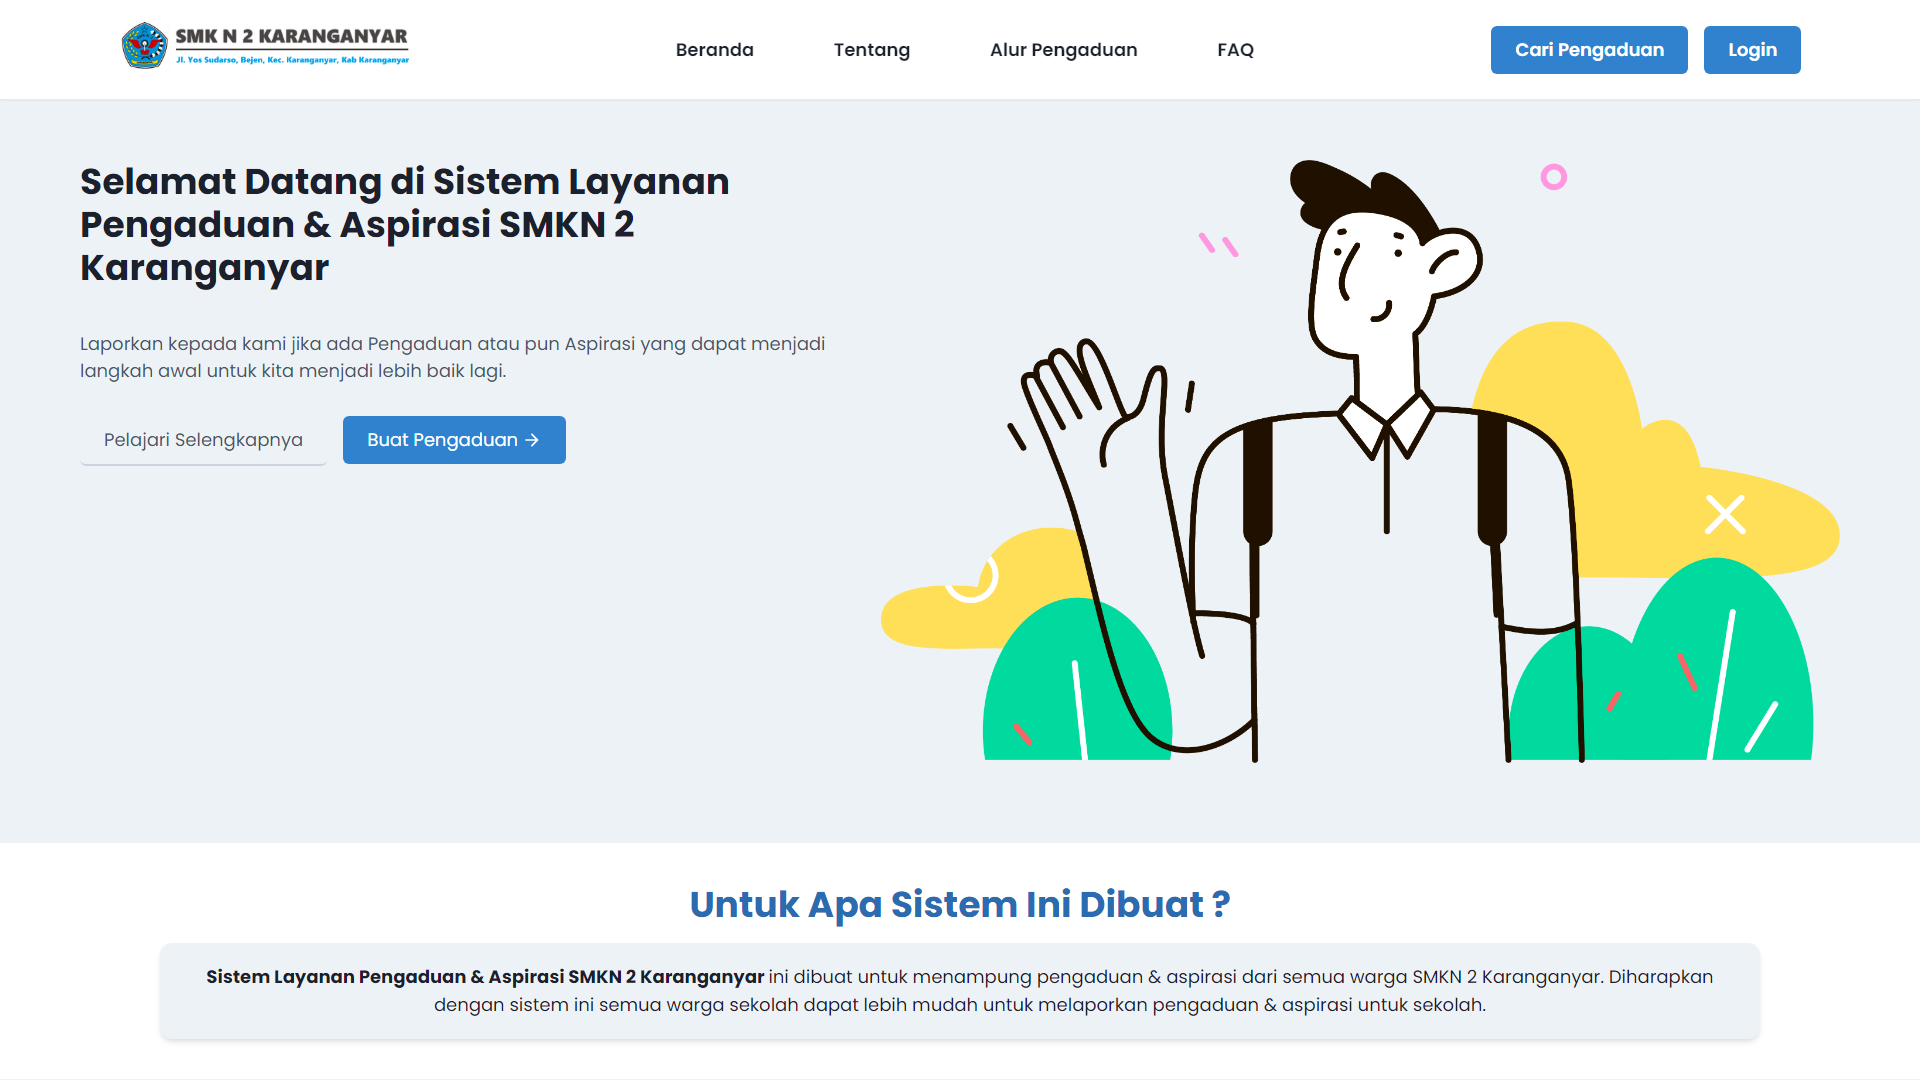 SMK N 2 KARANGANYAR
Jl. Yos Sudarso, Bejen, Kec. Karanganyar, Kab Karanganyar
Beranda
Tentang
Alur Pengaduan
FAQ
Cari Pengaduan
Login
Selamat Datang di Sistem Layanan
Pengaduan & Aspirasi SMKN 2
Karanganyar
Laporkan kepada kami jika ada Pengaduan atau pun Aspirasi yang dapat menjadi
langkah awal untuk kita menjadi lebih baik lagi.
Pelajari Selengkapnya
Buat Pengaduan →
Untuk Apa Sistem Ini Dibuat ?
Sistem Layanan Pengaduan & Aspirasi SMKN 2 Karanganyar ini dibuat untuk menampung pengaduan & aspirasi dari semua warga SMKN 2 Karanganyar. Diharapkan
dengan sistem ini semua warga sekolah dapat lebih mudah untuk melaporkan pengaduan & aspirasi untuk sekolah.